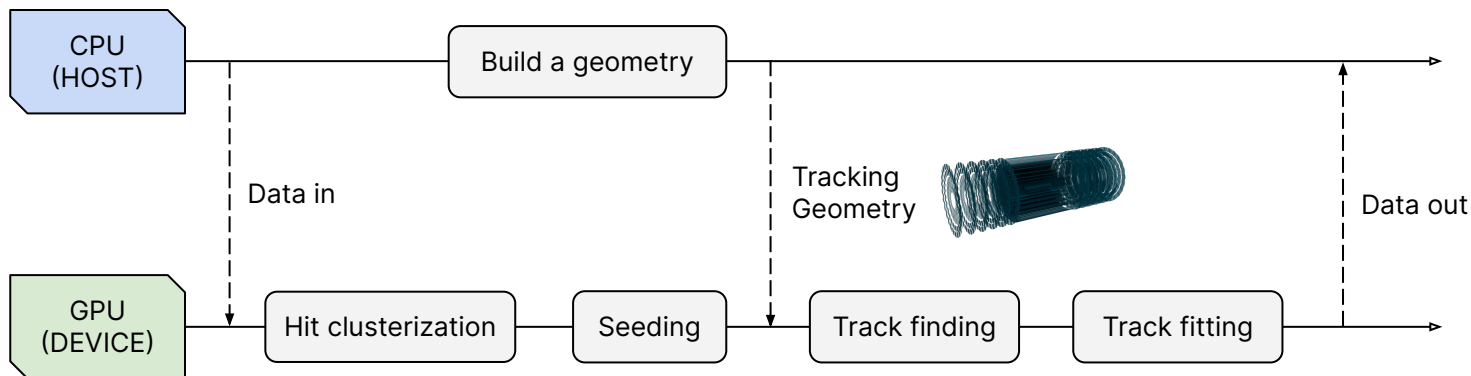 CPU
(HOST)
Build a geometry
Data in
Tracking
Geometry
Data out
GPU
(DEVICE)
Hit clusterization
Seeding
Track finding
Track fitting